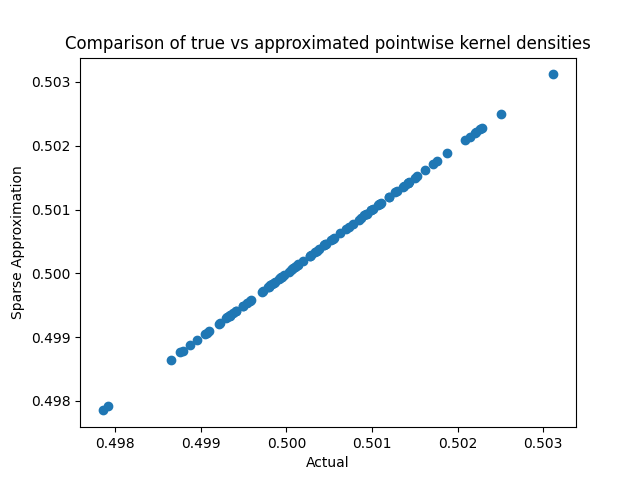 Comparison of true vs approximated pointwise kernel densities
0.503
0.502
0.501
0.500
0.499
0.498
Sparse Approximation
0.498 0.499 0.500 0.501 0.502 0.503
Actual